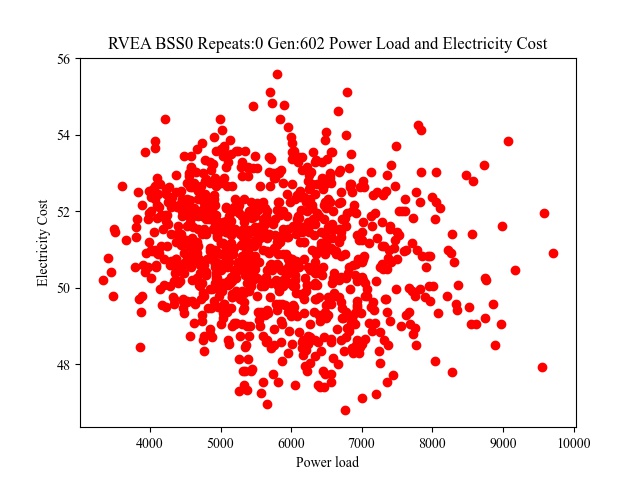 RVEA BSS0 Repeats:0 Gen:602 Power Load and Electricity Cost
56
54
52
50
48
Electricity Cost
4000 5000 6000 7000 8000 9000 10000
Power load